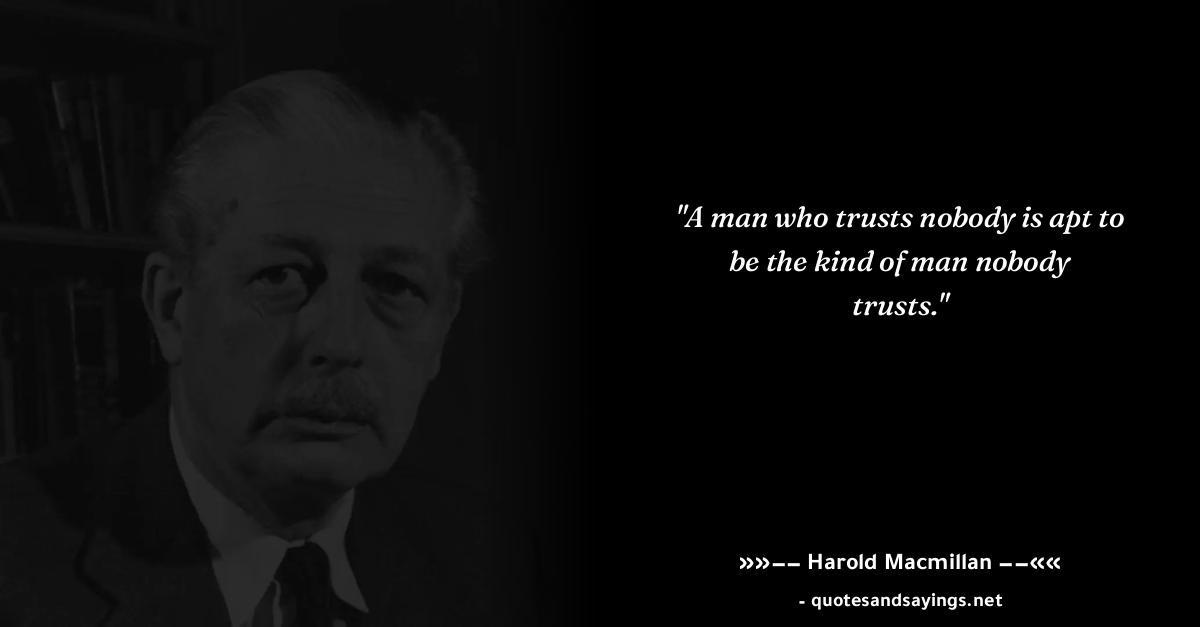 "A man who trusts nobody is apt to
be the kind of man nobody
trusts."
»»−− Harold Macmillan −−««
- quotesandsayings.net